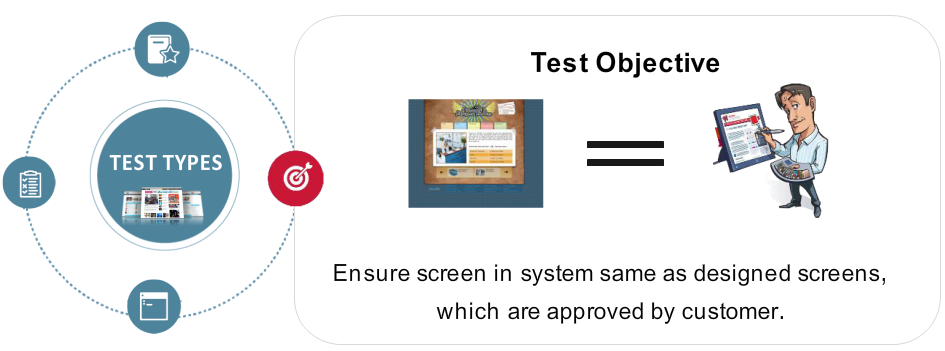 TEST TYPES
Test Objective
Ensure screen in system same as designed screens,
which are approved by customer.